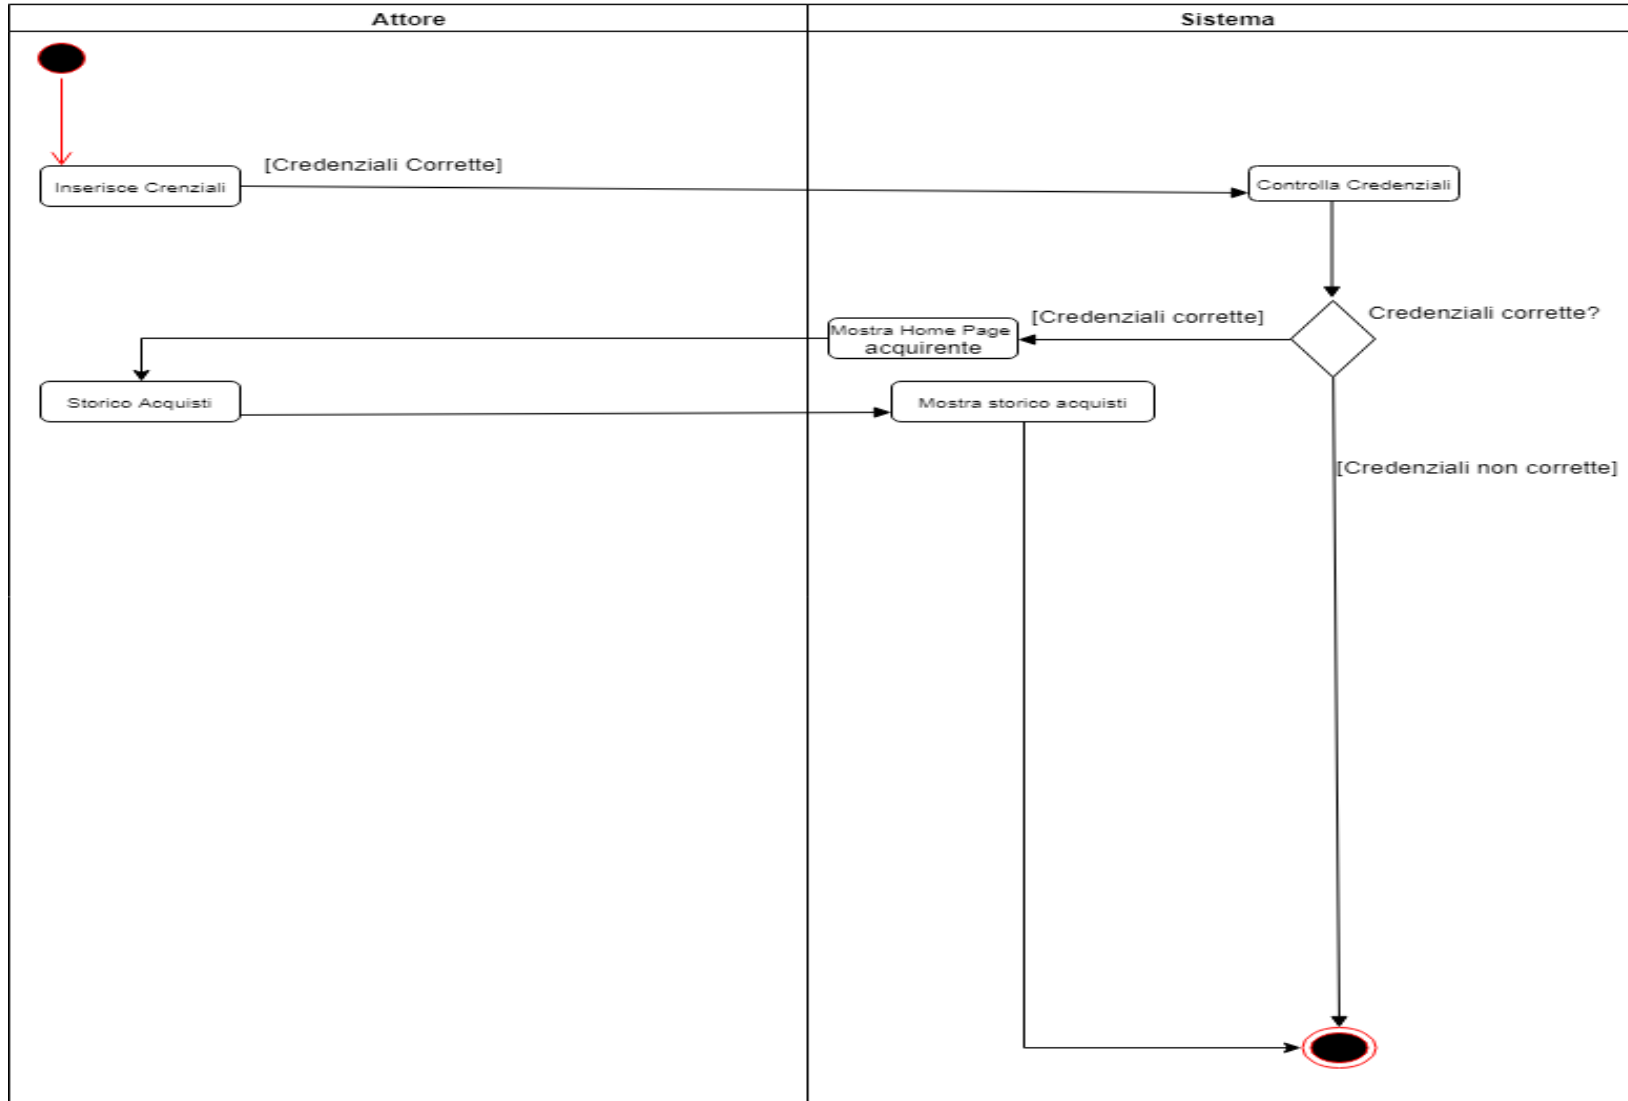 Attore
Sistema
[Credenziali Corrette]
Inserisce Crenziali
Controlla Credenziali
Credenziali corrette?
[Credenziali corrette]
Mostra Home Page
acquirente
Storico Acquisti
Mostra storico acquisti
[Credenziali non corrette]